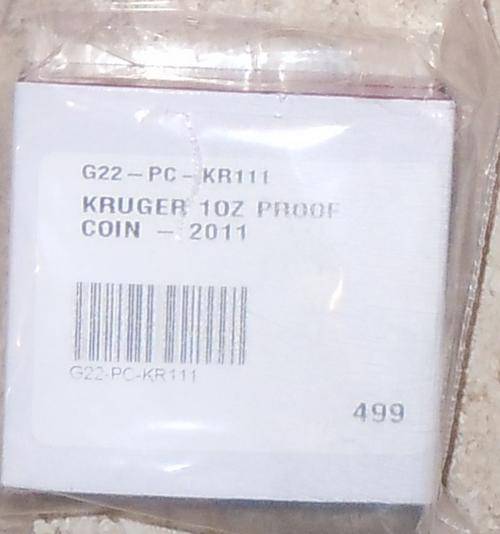 G22-PC-KR111
KRUGER 1OZ PROOF
COIN - 2011
G22-PC-KR111
499